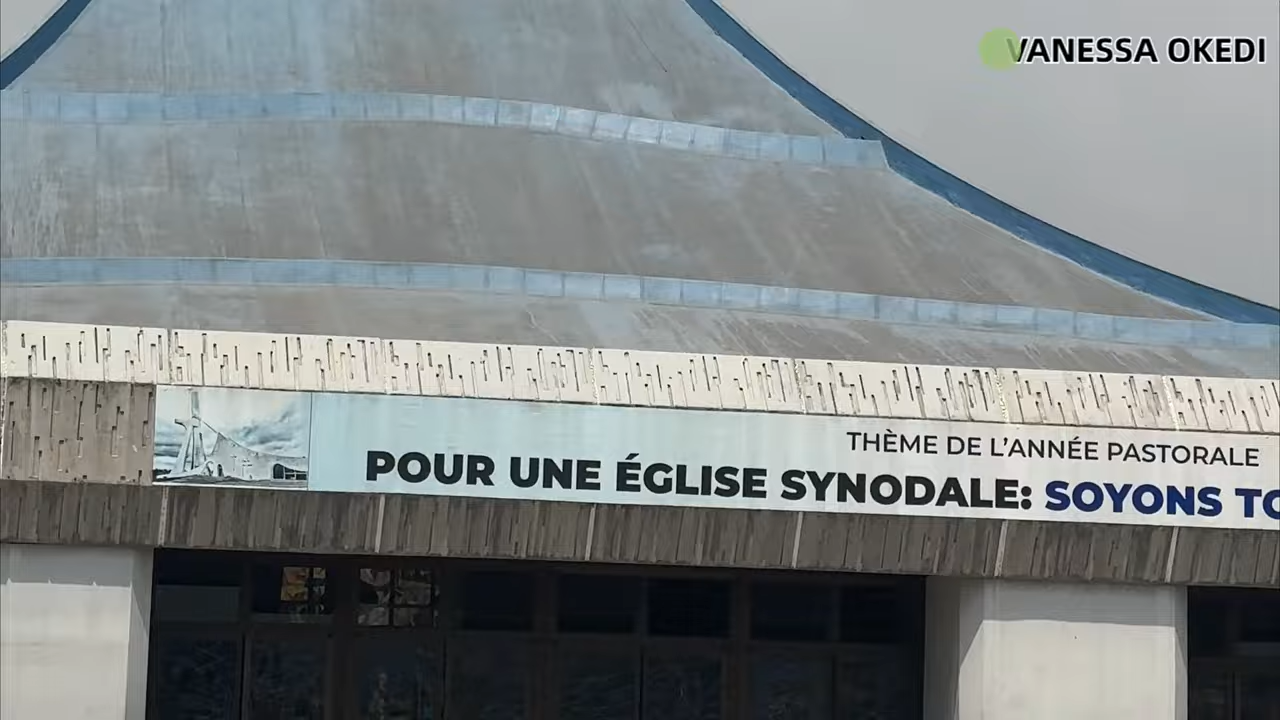 VANESSA OKEDI
THÈME DE L'ANNÉE PASTORALE
POUR UNE ÉGLISE SYNODALE: SOYONS